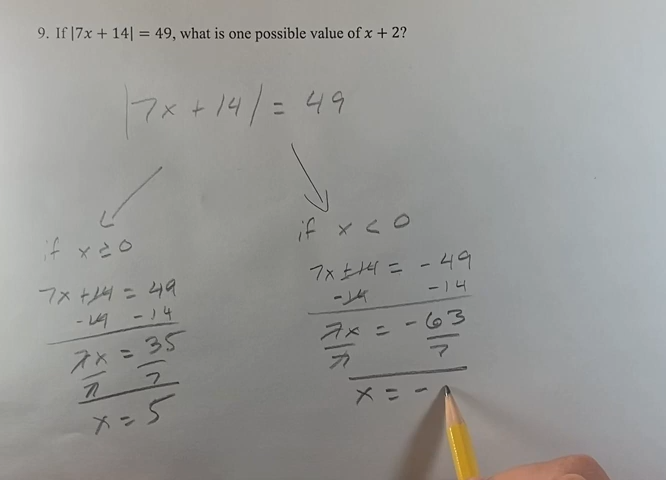 9. If |7x + 14| = 49, what is one possible value of x + 2?
|7x + 14| = 49
if x ≥ 0
7x + 14 = 49
-14 -14
7x = 35
7 7
x = 5
if x < 0
7x + 14 = -49
-14 -14
7x = -63
7 7
x = -